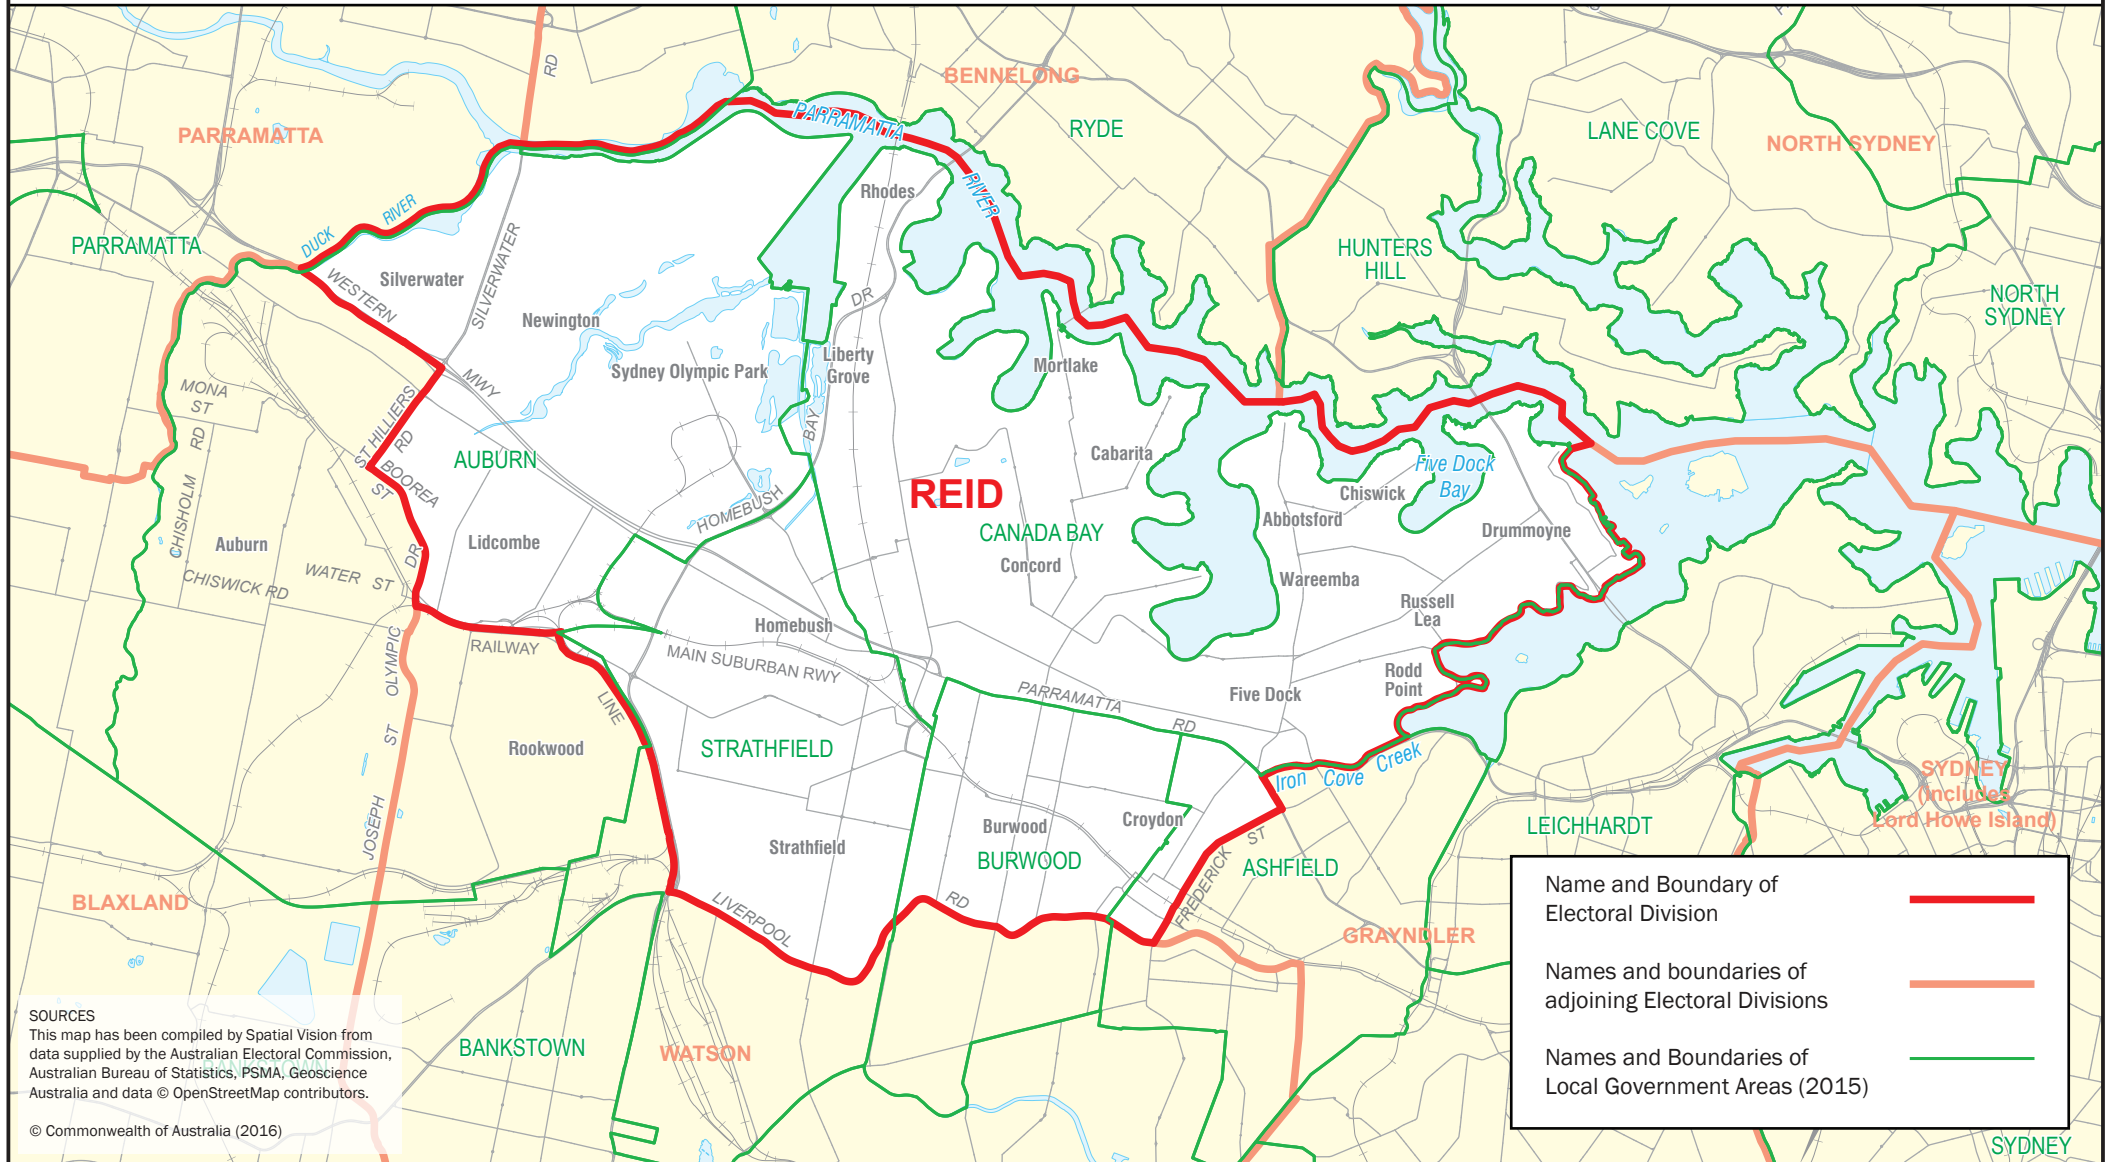 RD
BENNELONG
PARRAMATTA
PARRAMATTA
RIVER
RYDE
LANE COVE
NORTH SYDNEY
Rhodes
DUCK
RIVER
PARRAMATTA
SILVERWATER
HUNTERS
HILL
WESTERN
Silverwater
Newington
DR
NORTH
SYDNEY
Liberty
Grove
Sydney Olympic Park
Mortlake
MWY
MONA
ST
RD
CHISHOLM
ST HILLIERS
RD
BAY
AUBURN
BOOREA
ST
Cabarita
Five Dock
Bay
REID
Chiswick
HOMEBUSH
Abbotsford
Drummoyne
CANADA BAY
Concord
Auburn
Lidcombe
DR
WATER ST
CHISWICK RD
Wareemba
Russell
Lea
Homebush
RAILWAY
OLYMPIC
MAIN SUBURBAN RWY
Rodd
Point
LINE
PARRAMATTA
RD
Five Dock
ST
Rookwood
STRATHFIELD
Iron Cove Creek
SYDNEY
(includes
Lord Howe Island)
JOSEPH
Strathfield
Burwood
Croydon
BURWOOD
LEICHHARDT
FREDERICK
ST
ASHFIELD
BLAXLAND
LIVERPOOL
RD
GRAYNDLER
BANKSTOWN
WATSON
BANKSTOWN
SYDNEY
Name and Boundary of
Electoral Division
Names and boundaries of
adjoining Electoral Divisions
Names and Boundaries of
Local Government Areas (2015)
SOURCES
This map has been compiled by Spatial Vision from
data supplied by the Australian Electoral Commission,
Australian Bureau of Statistics, PSMA, Geoscience
Australia and data © OpenStreetMap contributors.
© Commonwealth of Australia (2016)